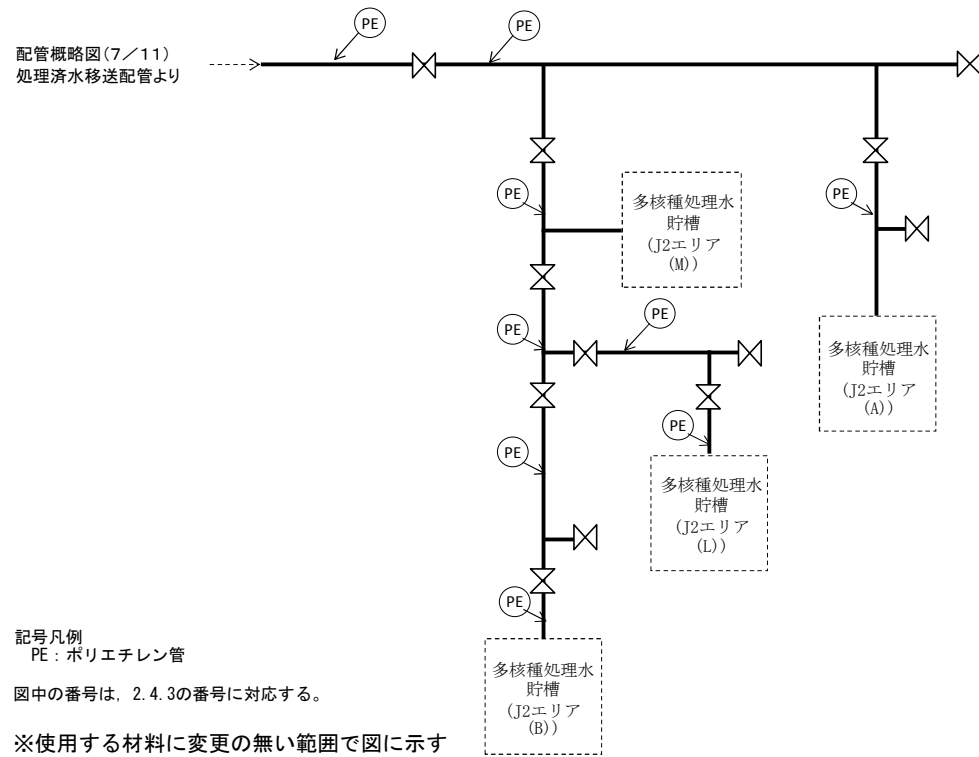 PE
PE
配管概略図(7／11)
処理済水移送配管より
PE
多核種処理水
貯槽
(J2エリア
(M))
PE
PE
PE
多核種処理水
貯槽
(J2エリア
(A))
PE
PE
多核種処理水
貯槽
(J2エリア
(L))
PE
記号凡例
PE：ポリエチレン管
多核種処理水
貯槽
(J2エリア
(B))
図中の番号は，2.4.3の番号に対応する。
※使用する材料に変更の無い範囲で図に示す